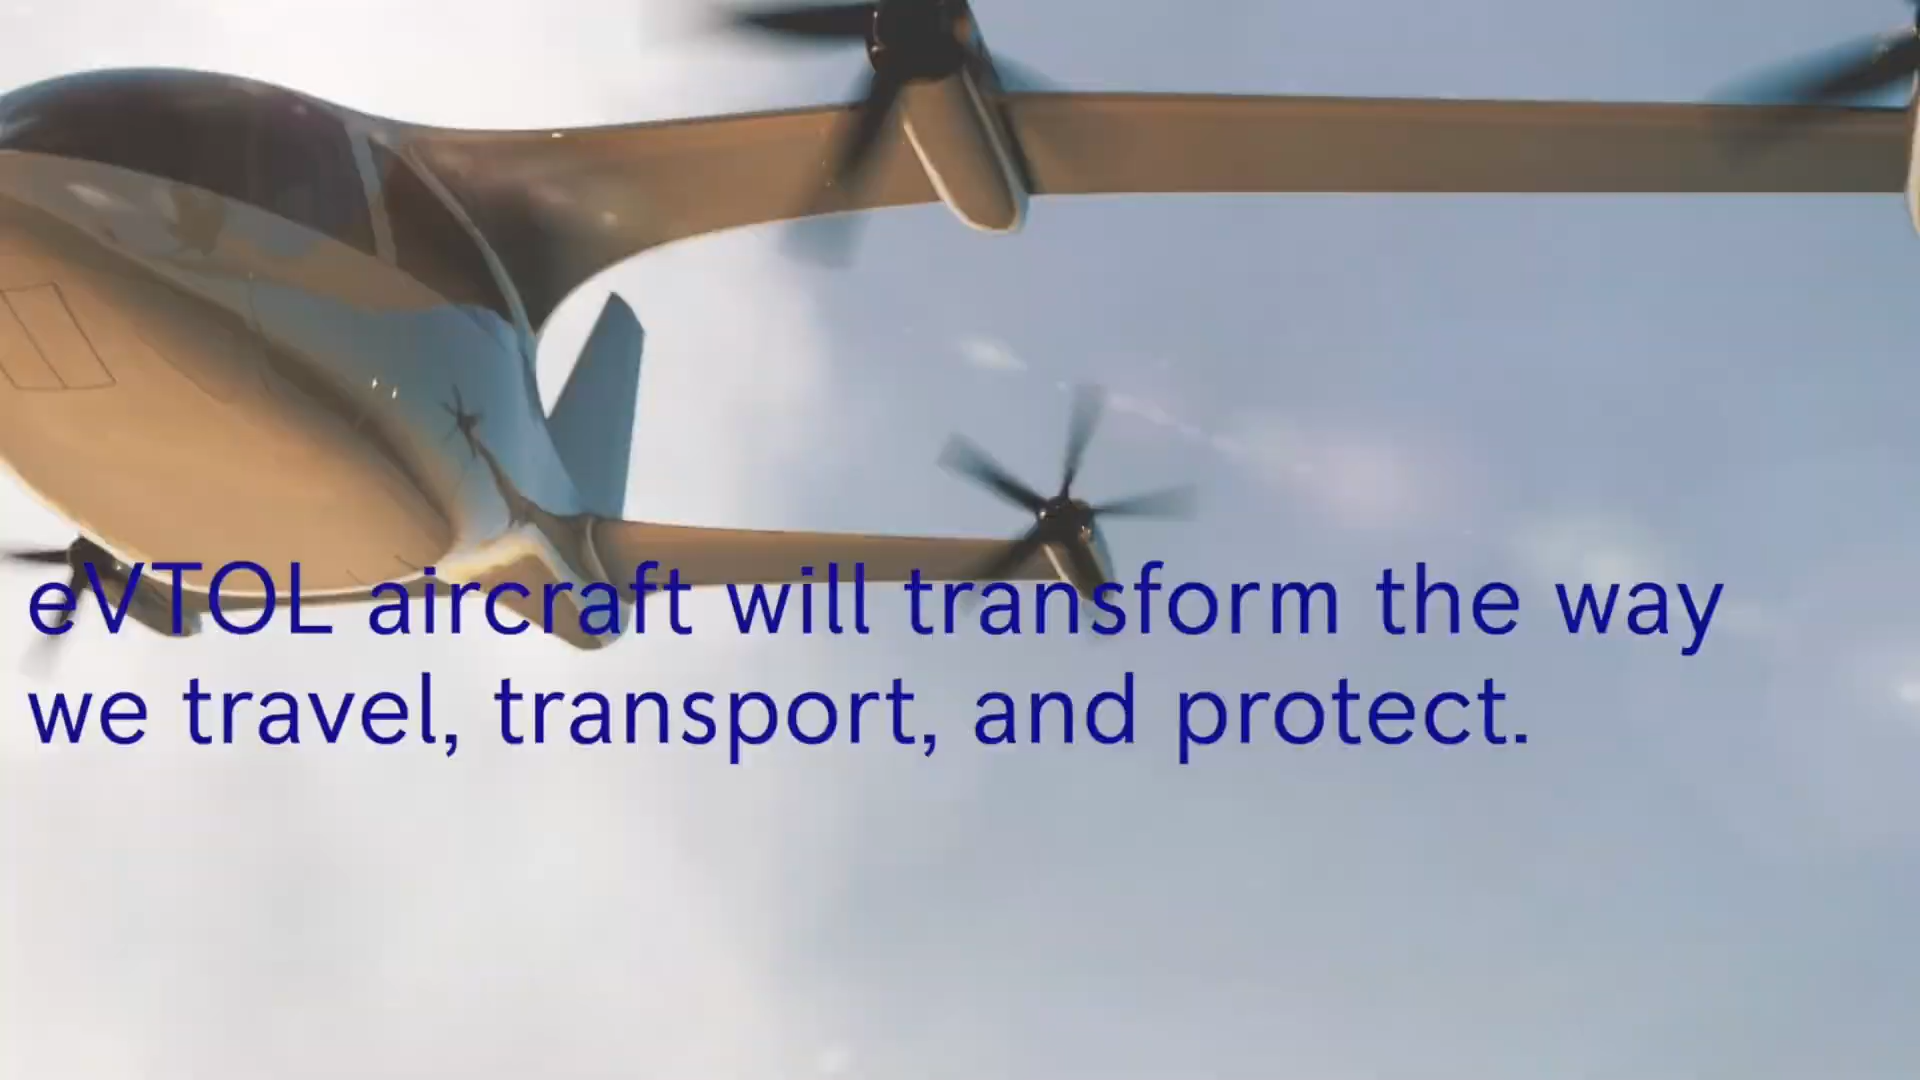 eVTOL aircraft will transform the way
we travel, transport, and protect.